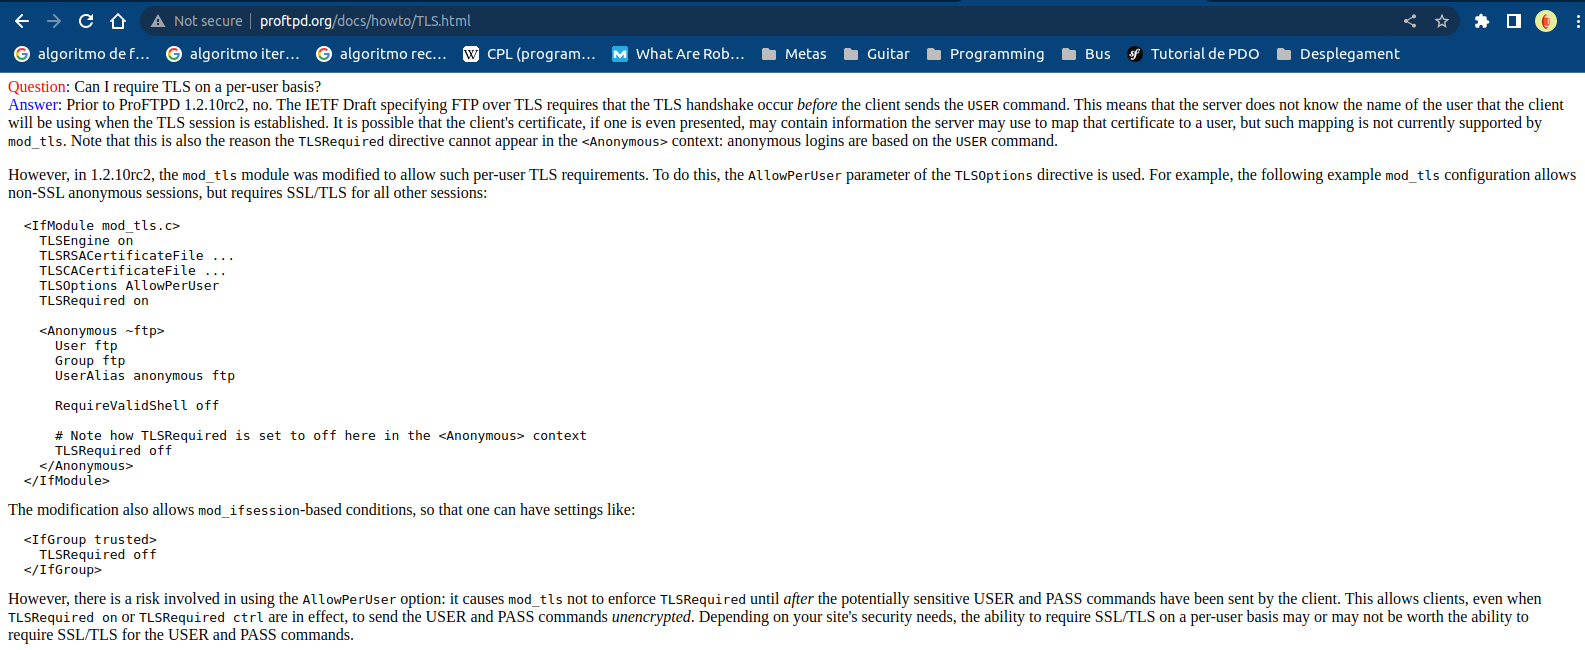 Not secure | proftpd.org/docs/howto/TLS.html
algoritmo de f... algoritmo iter... algoritmo rec... W CPL (program... M What Are Rob... Metas Guitar Programming Bus sf Tutorial de PDO Desplegament
Question: Can I require TLS on a per-user basis?
Answer: Prior to ProFTPD 1.2.10rc2, no. The IETF Draft specifying FTP over TLS requires that the TLS handshake occur before the client sends the USER command. This means that the server does not know the name of the user that the client
will be using when the TLS session is established. It is possible that the client's certificate, if one is even presented, may contain information the server may use to map that certificate to a user, but such mapping is not currently supported by
mod_tls. Note that this is also the reason the TLSRequired directive cannot appear in the <Anonymous> context: anonymous logins are based on the USER command.
However, in 1.2.10rc2, the mod_tls module was modified to allow such per-user TLS requirements. To do this, the AllowPerUser parameter of the TLSOptions directive is used. For example, the following example mod_tls configuration allows
non-SSL anonymous sessions, but requires SSL/TLS for all other sessions:
<IfModule mod_tls.c>
TLSEngine on
TLSRSACertificateFile ...
TLSCACertificateFile ...
TLSOptions AllowPerUser
TLSRequired on
<Anonymous ~ftp>
User ftp
Group ftp
UserAlias anonymous ftp
RequireValidShell off
# Note how TLSRequired is set to off here in the <Anonymous> context
TLSRequired off
</Anonymous>
</IfModule>
The modification also allows mod_ifsession-based conditions, so that one can have settings like:
<IfGroup trusted>
TLSRequired off
</IfGroup>
However, there is a risk involved in using the AllowPerUser option: it causes mod_tls not to enforce TLSRequired until after the potentially sensitive USER and PASS commands have been sent by the client. This allows clients, even when
TLSRequired on or TLSRequired ctrl are in effect, to send the USER and PASS commands unencrypted. Depending on your site's security needs, the ability to require SSL/TLS on a per-user basis may or may not be worth the ability to
require SSL/TLS for the USER and PASS commands.